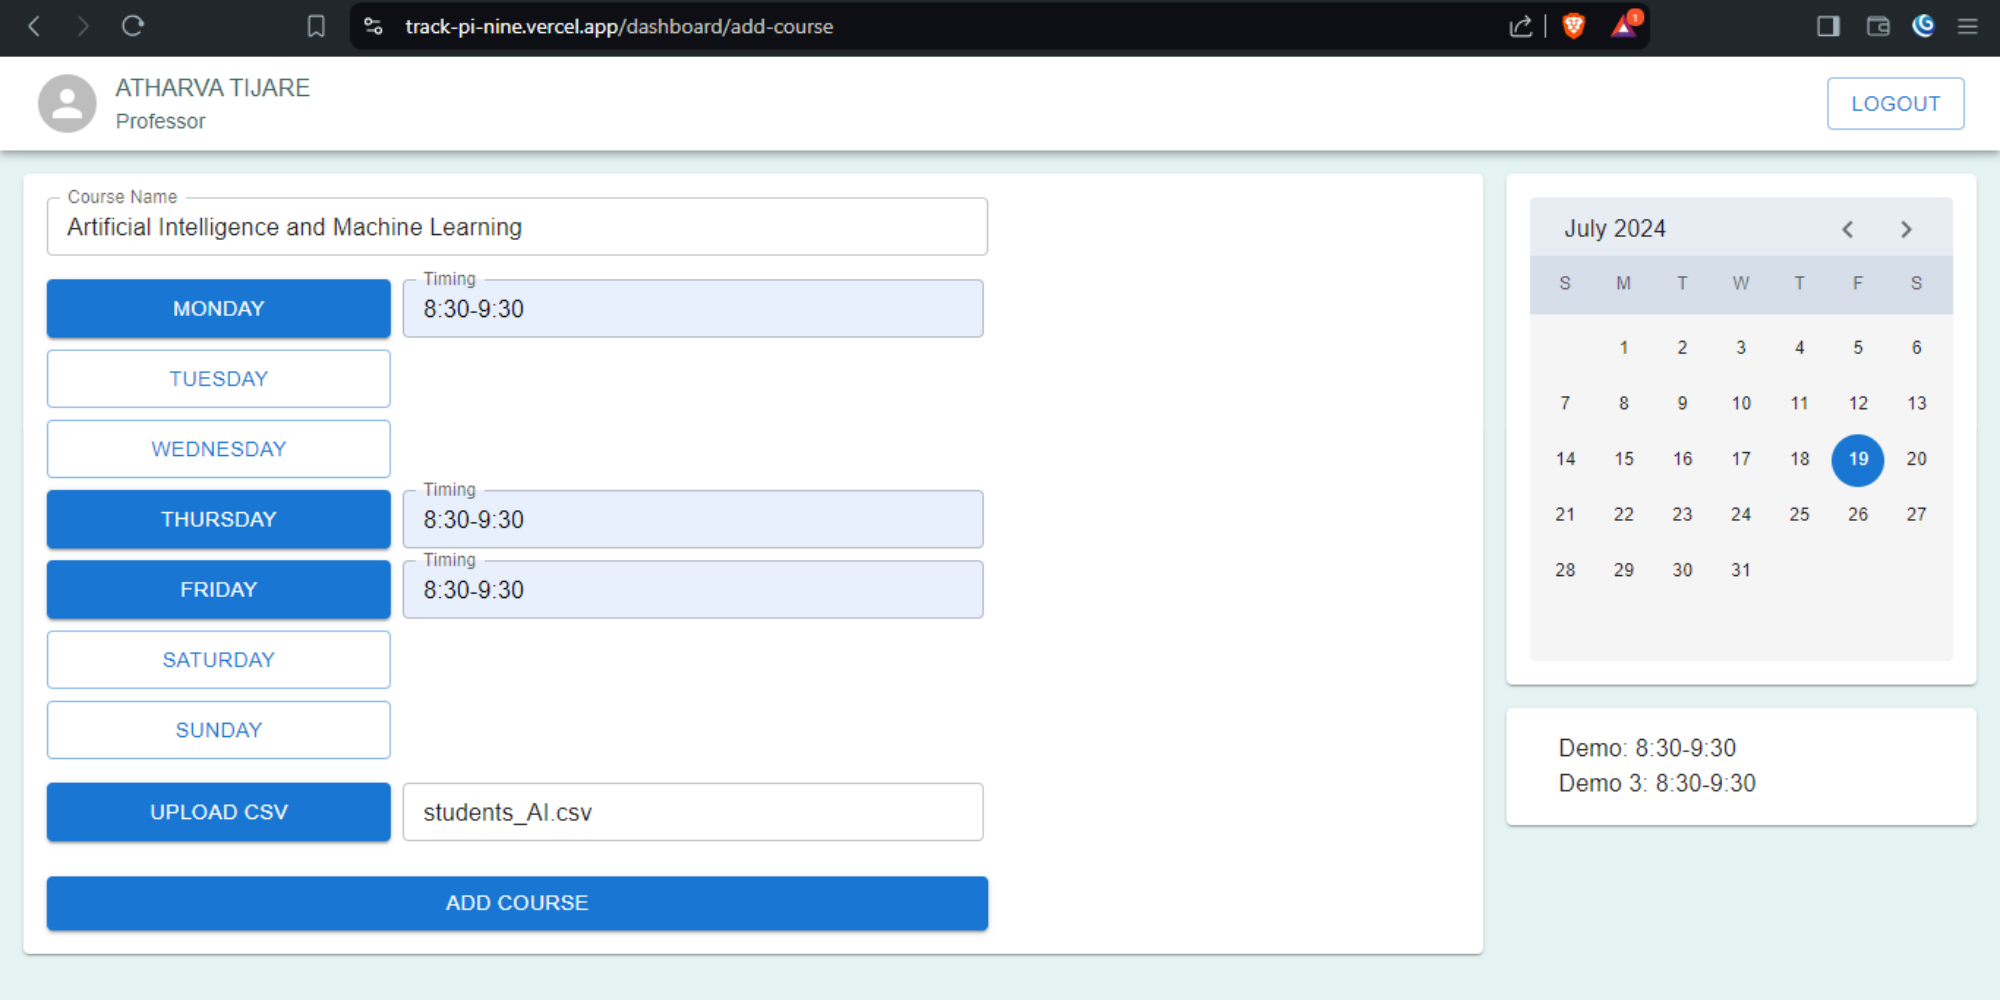 track-pi-nine.vercel.app/dashboard/add-course
1
ATHARVA TIJARE
Professor
LOGOUT
Course Name
Artificial Intelligence and Machine Learning
MONDAY
Timing
8:30-9:30
TUESDAY
WEDNESDAY
THURSDAY
Timing
8:30-9:30
FRIDAY
Timing
8:30-9:30
SATURDAY
SUNDAY
UPLOAD CSV
students_AI.csv
ADD COURSE
July 2024
S M T W T F S
1 2 3 4 5 6
7 8 9 10 11 12 13
14 15 16 17 18 19 20
21 22 23 24 25 26 27
28 29 30 31
Demo: 8:30-9:30
Demo 3: 8:30-9:30